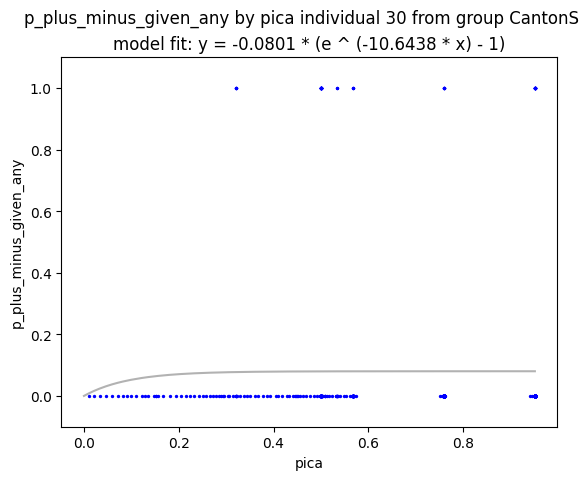 p_plus_minus_given_any by pica individual 30 from group CantonS
model fit: y = -0.0801 * (e ^ (-10.6438 * x) - 1)
p_plus_minus_given_any
1.0
0.8
0.6
0.4
0.2
0.0
0.0 0.2 0.4 0.6 0.8
pica